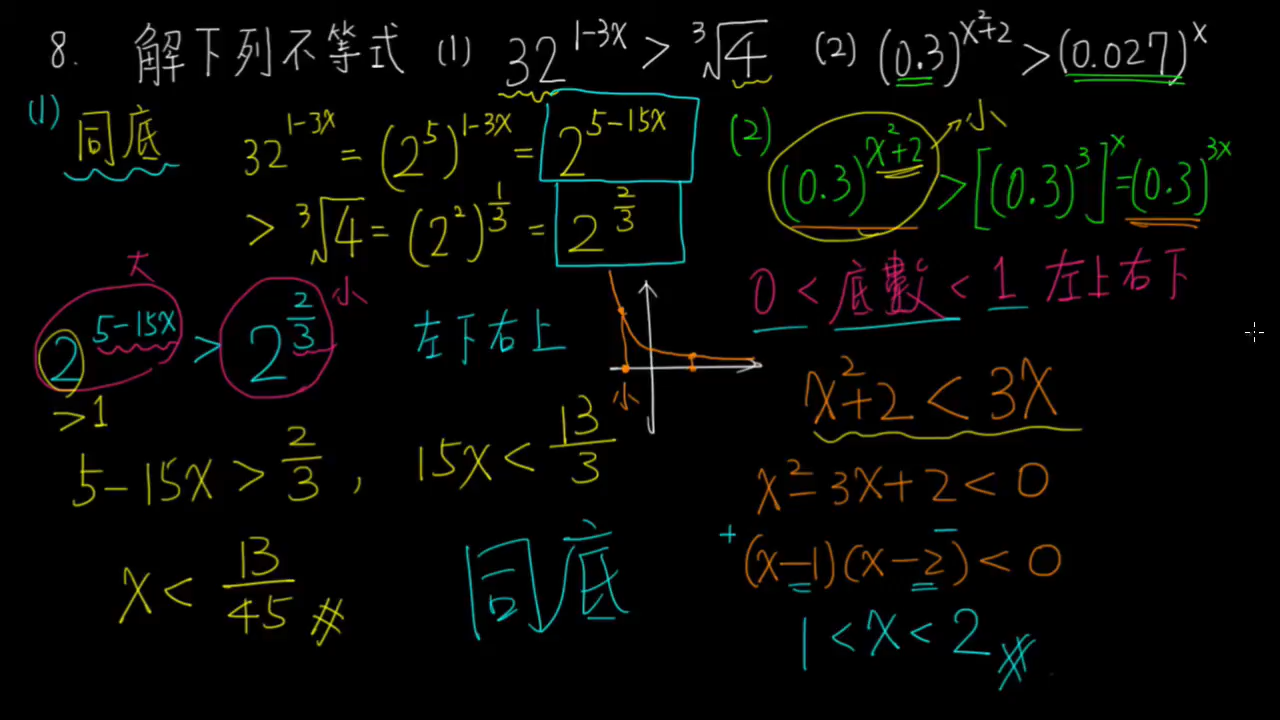 8. 解下列不等式 (1) 32^{1-3x} > ∛4 (2) (0.3)^{x²+2} > (0.027)^x
(1) 同底 32^{1-3x} = (2^5)^{1-3x} = 2^{5-15x}
> ∛4 = (2²)^{1/3} = 2^{2/3}
大 小
2^{5-15x} > 2^{2/3} 左下右上
>1
5-15x > 2/3 , 15x < 13/3
x < 13/45 #
同底
小
(2) (0.3)^{x²+2} > [(0.3)³]^x = (0.3)^{3x}
小
0 < 底數 < 1 左上右下
x²+2 < 3x
x²-3x+2 < 0
+ −
(x-1)(x-2) < 0
1 < x < 2 #